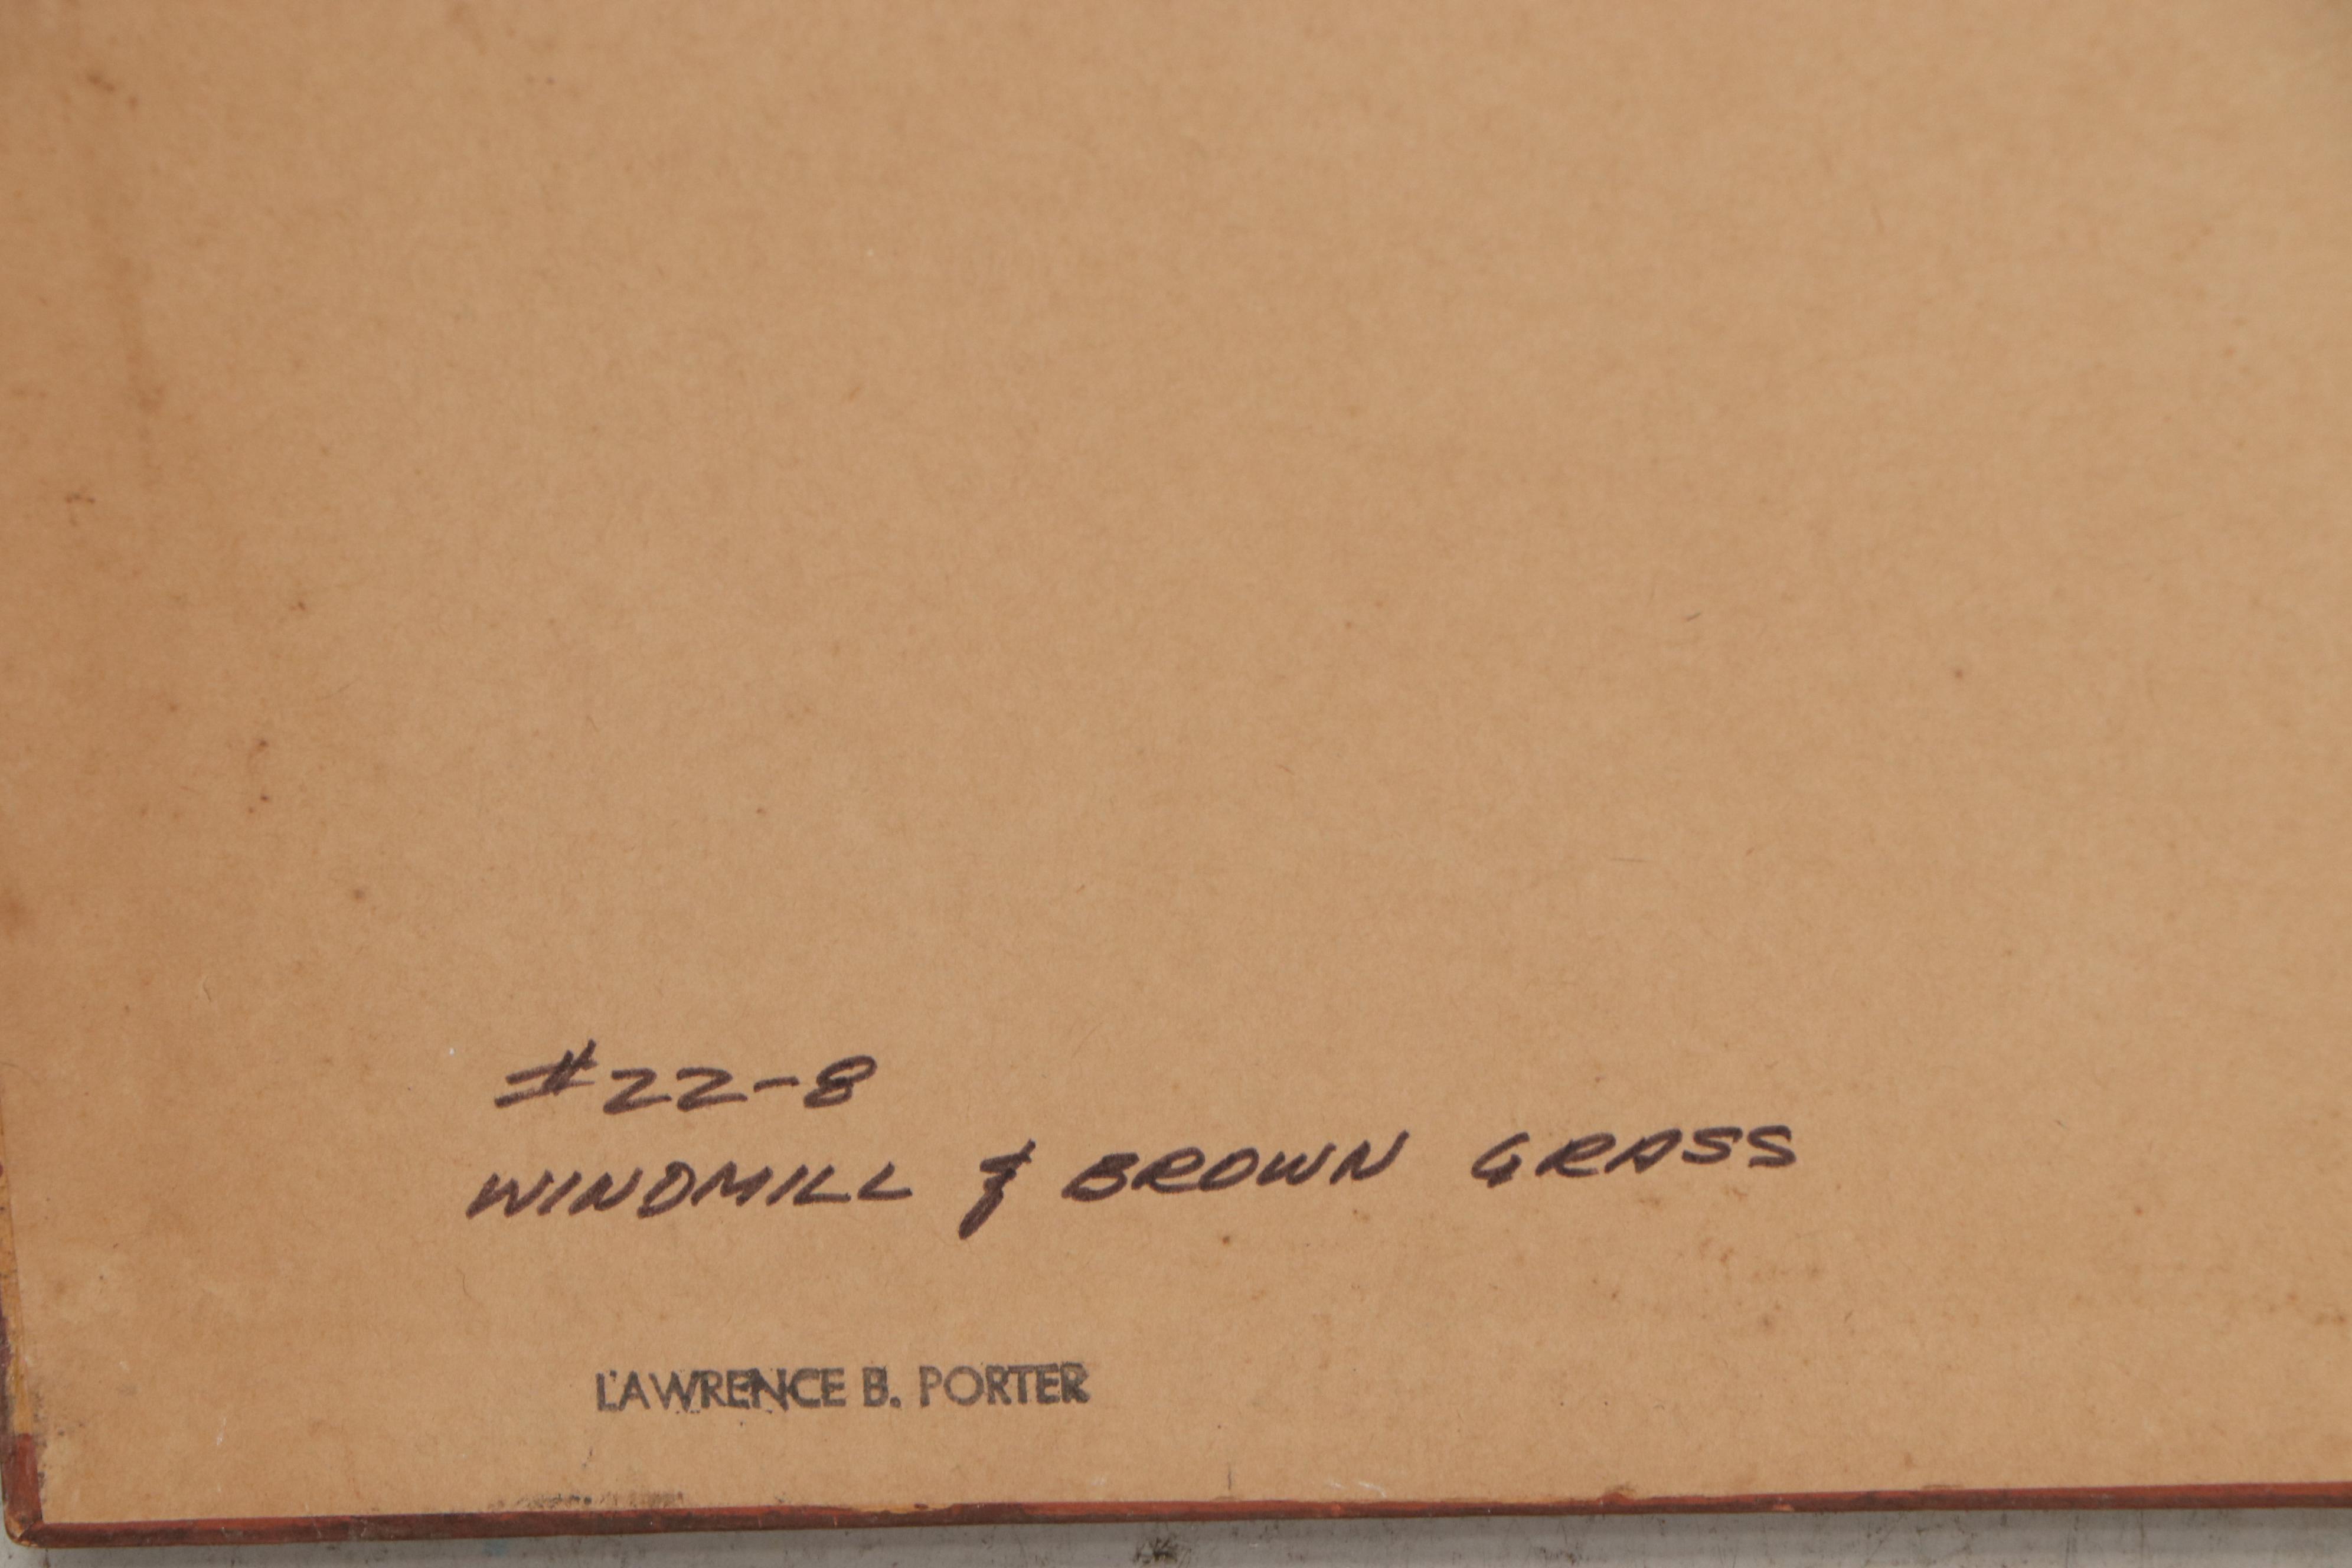 #22-8
WINDMILL & BROWN GRASS
LAWRENCE B. PORTER